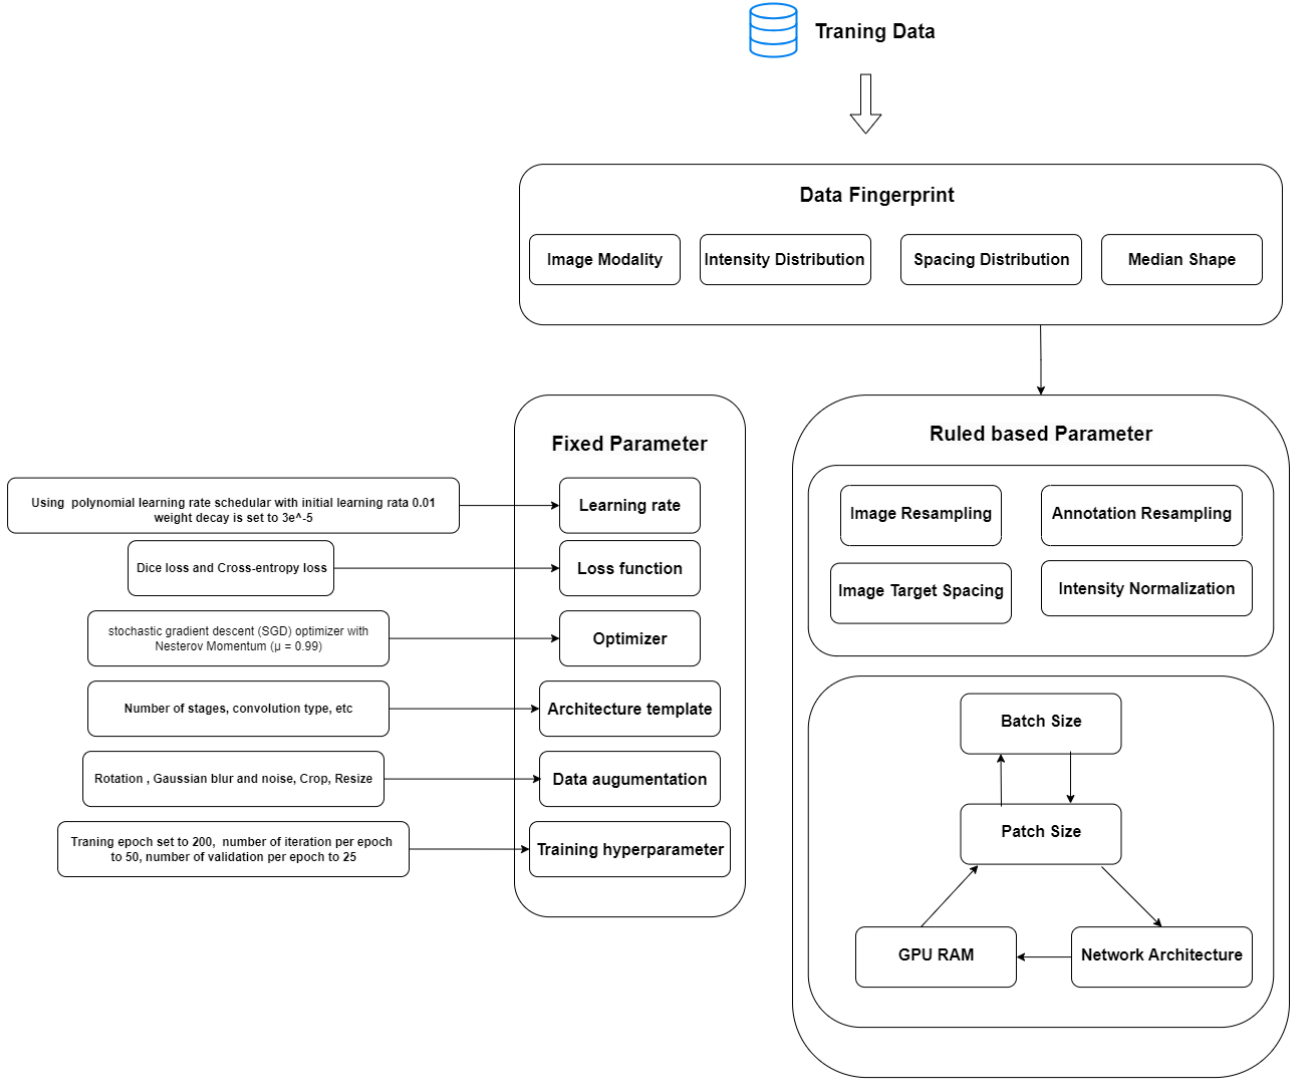 Traning Data
Data Fingerprint
Image Modality
Intensity Distribution
Spacing Distribution
Median Shape
Fixed Parameter
Using  polynomial learning rate schedular with initial learning rata 0.01
weight decay is set to 3e^-5
Learning rate
Dice loss and Cross-entropy loss
Loss function
stochastic gradient descent (SGD) optimizer with
Nesterov Momentum (μ = 0.99)
Optimizer
Number of stages, convolution type, etc
Architecture template
Rotation , Gaussian blur and noise, Crop, Resize
Data augumentation
Traning epoch set to 200,  number of iteration per epoch
to 50, number of validation per epoch to 25
Training hyperparameter
Ruled based Parameter
Image Resampling
Annotation Resampling
Image Target Spacing
Intensity Normalization
Batch Size
Patch Size
GPU RAM
Network Architecture